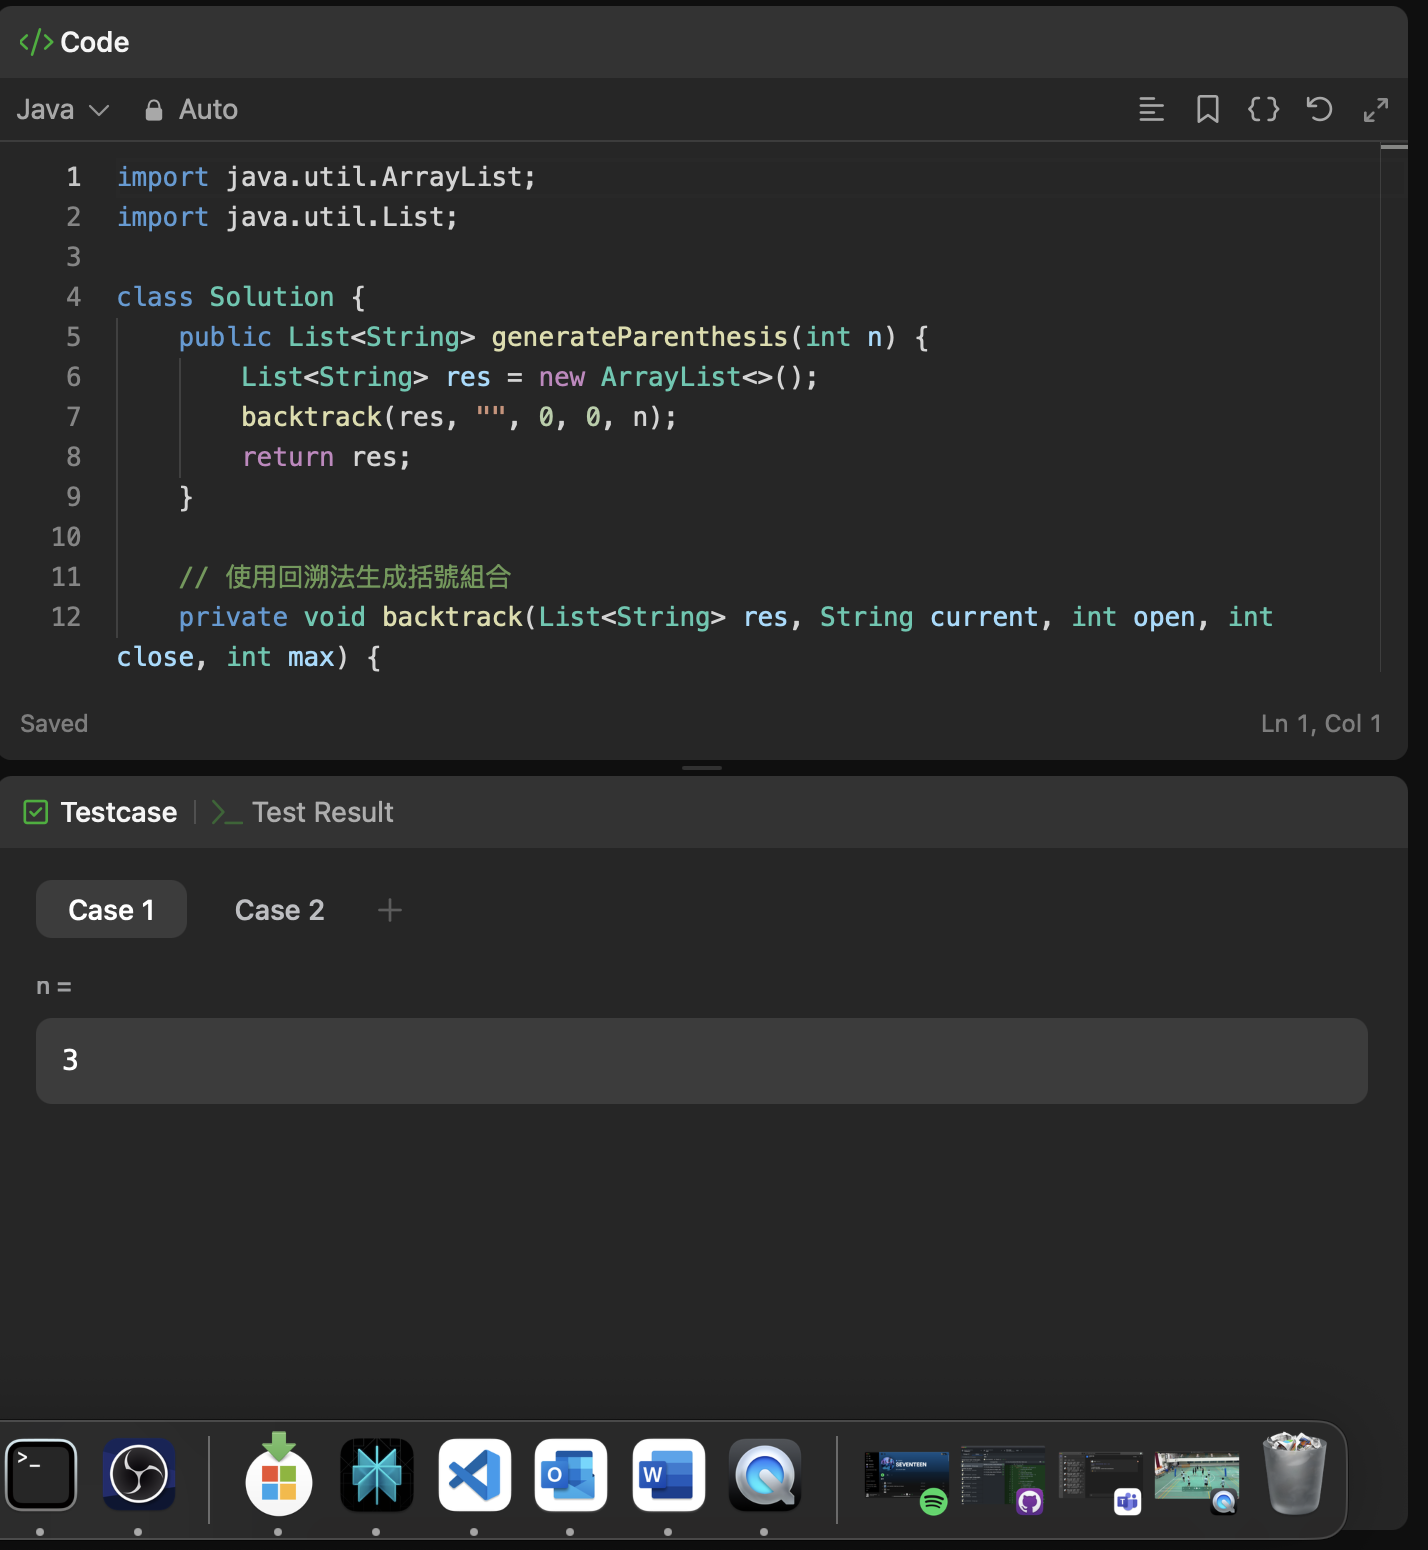 </> Code
Java Auto
1 import java.util.ArrayList;
2 import java.util.List;
3
4 class Solution {
5 public List<String> generateParenthesis(int n) {
6 List<String> res = new ArrayList<>();
7 backtrack(res, "", 0, 0, n);
8 return res;
9 }
10
11 // 使用回溯法生成括號組合
12 private void backtrack(List<String> res, String current, int open, int
close, int max) {
Saved Ln 1, Col 1
Testcase >_ Test Result
Case 1 Case 2 +
n =
3
>_
O
W
SEVENTEEN